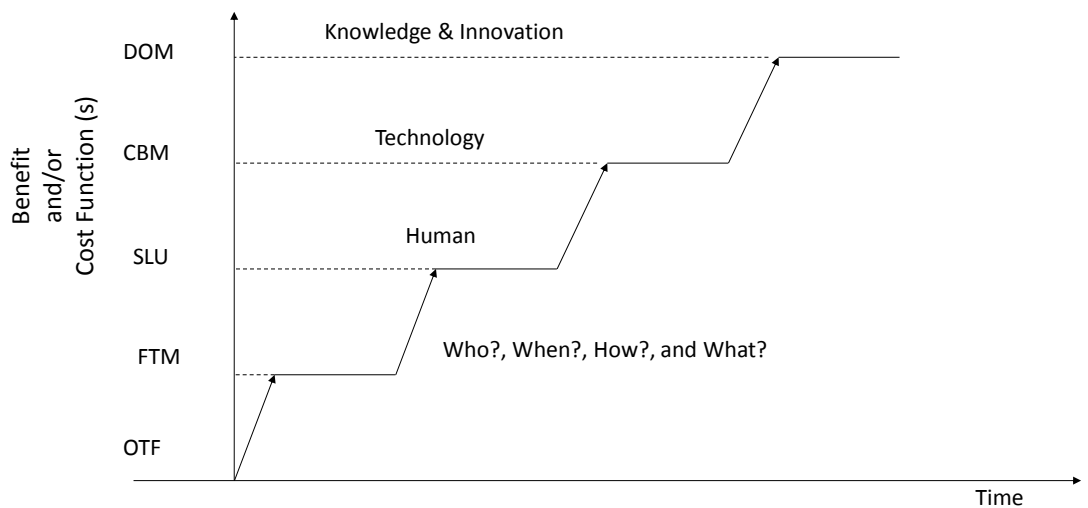 Knowledge & Innovation
DOM
Technology
CBM
Benefit
and/or
Cost Function (s)
Human
SLU
Who?, When?, How?, and What?
FTM
OTF
Time